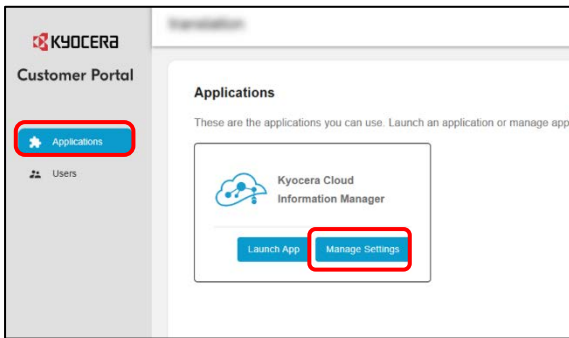 KYOCERA
Customer Portal
Applications
Users
translation
Applications
These are the applications you can use. Launch an application or manage app
Kyocera Cloud
Information Manager
Launch App
Manage Settings